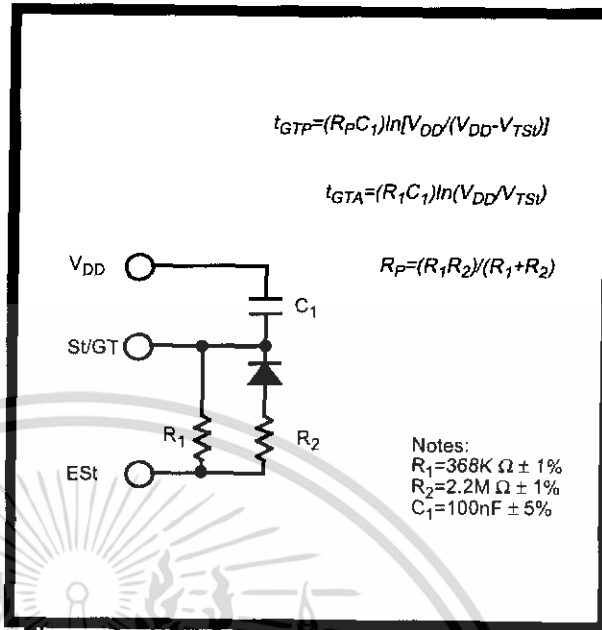 t_GTP=(R_PC_1)ln[V_DD/(V_DD-V_TSt)]
t_GTA=(R_1C_1)ln(V_DD/V_TSt)
R_P=(R_1R_2)/(R_1+R_2)
V_DD
C_1
St/GT
R_1
R_2
ESt
Notes:
R_1=368K Ω ± 1%
R_2=2.2M Ω ± 1%
C_1=100nF ± 5%